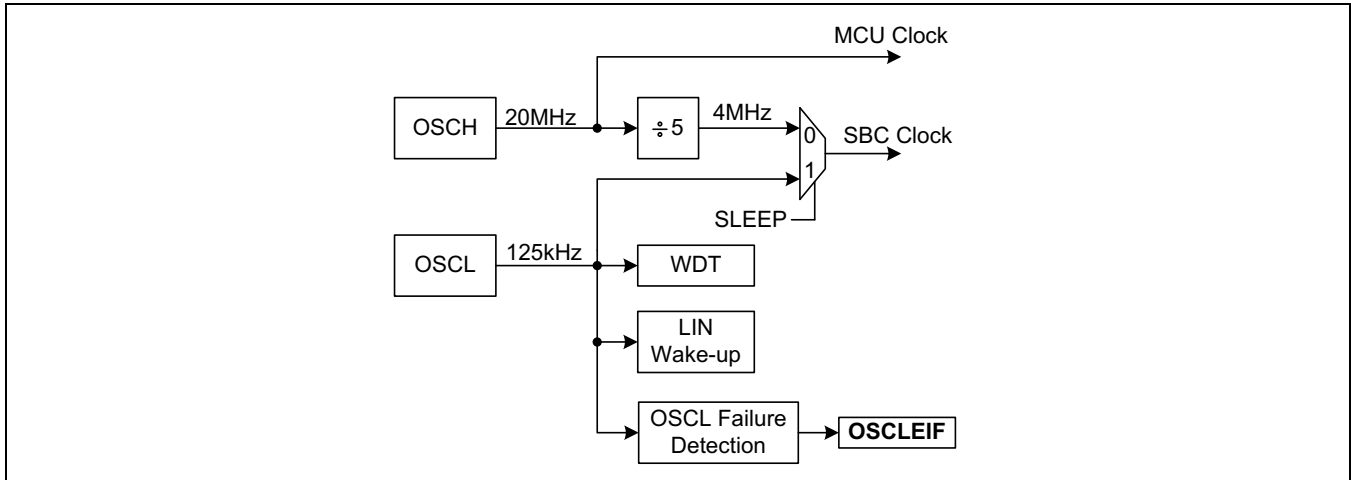 MCU Clock
OSCH
20MHz
÷5
4MHz
0
1
SBC Clock
SLEEP
OSCL
125kHz
WDT
LIN
Wake-up
OSCL Failure
Detection
OSCLEIF